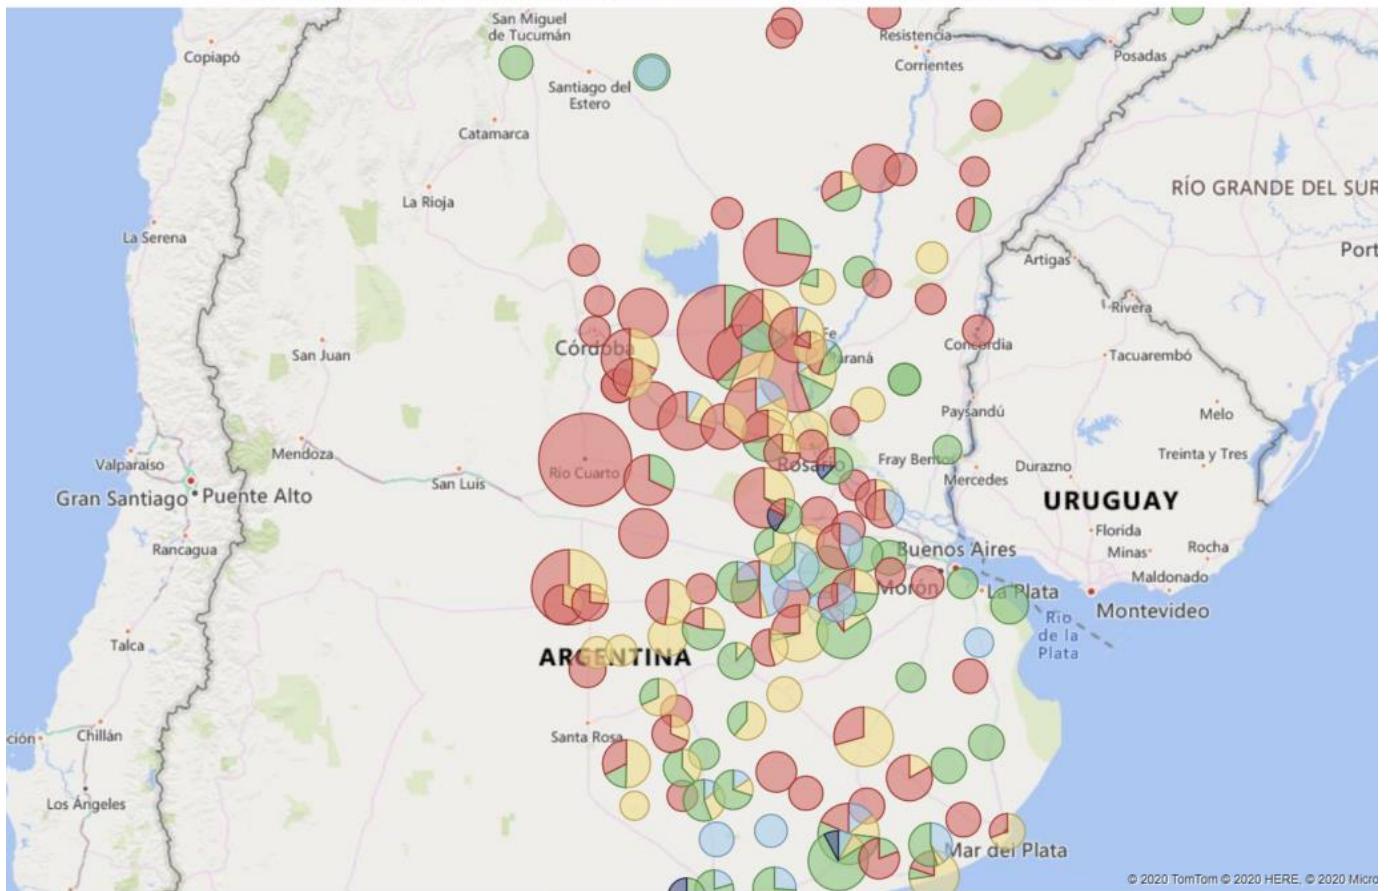 San Miguel
de Tucumán
Copiapó
Resistencia
Corrientes
Posadas
Santiago del
Estero
Catamarca
La Rioja
RÍO GRANDE DEL SUR
La Serena
Port
Artigas
Rivera
San Juan
Córdoba
Fe
Paraná
Concordia
Tacuarembó
Paysandú
Melo
Valparaíso
Mendoza
Río Cuarto
Rosario
Fray Bentos
Treinta y Tres
Durazno
Mercedes
San Luis
Gran Santiago
Puente Alto
URUGUAY
Florida
Rancagua
Minas
Rocha
Buenos Aires
Maldonado
Morón
La Plata
Montevideo
Río
de la
Plata
Talca
ARGENTINA
Santa Rosa
Chillán
ción
Los Ángeles
Mar del Plata
© 2020 TomTom © 2020 HERE, © 2020 Micro